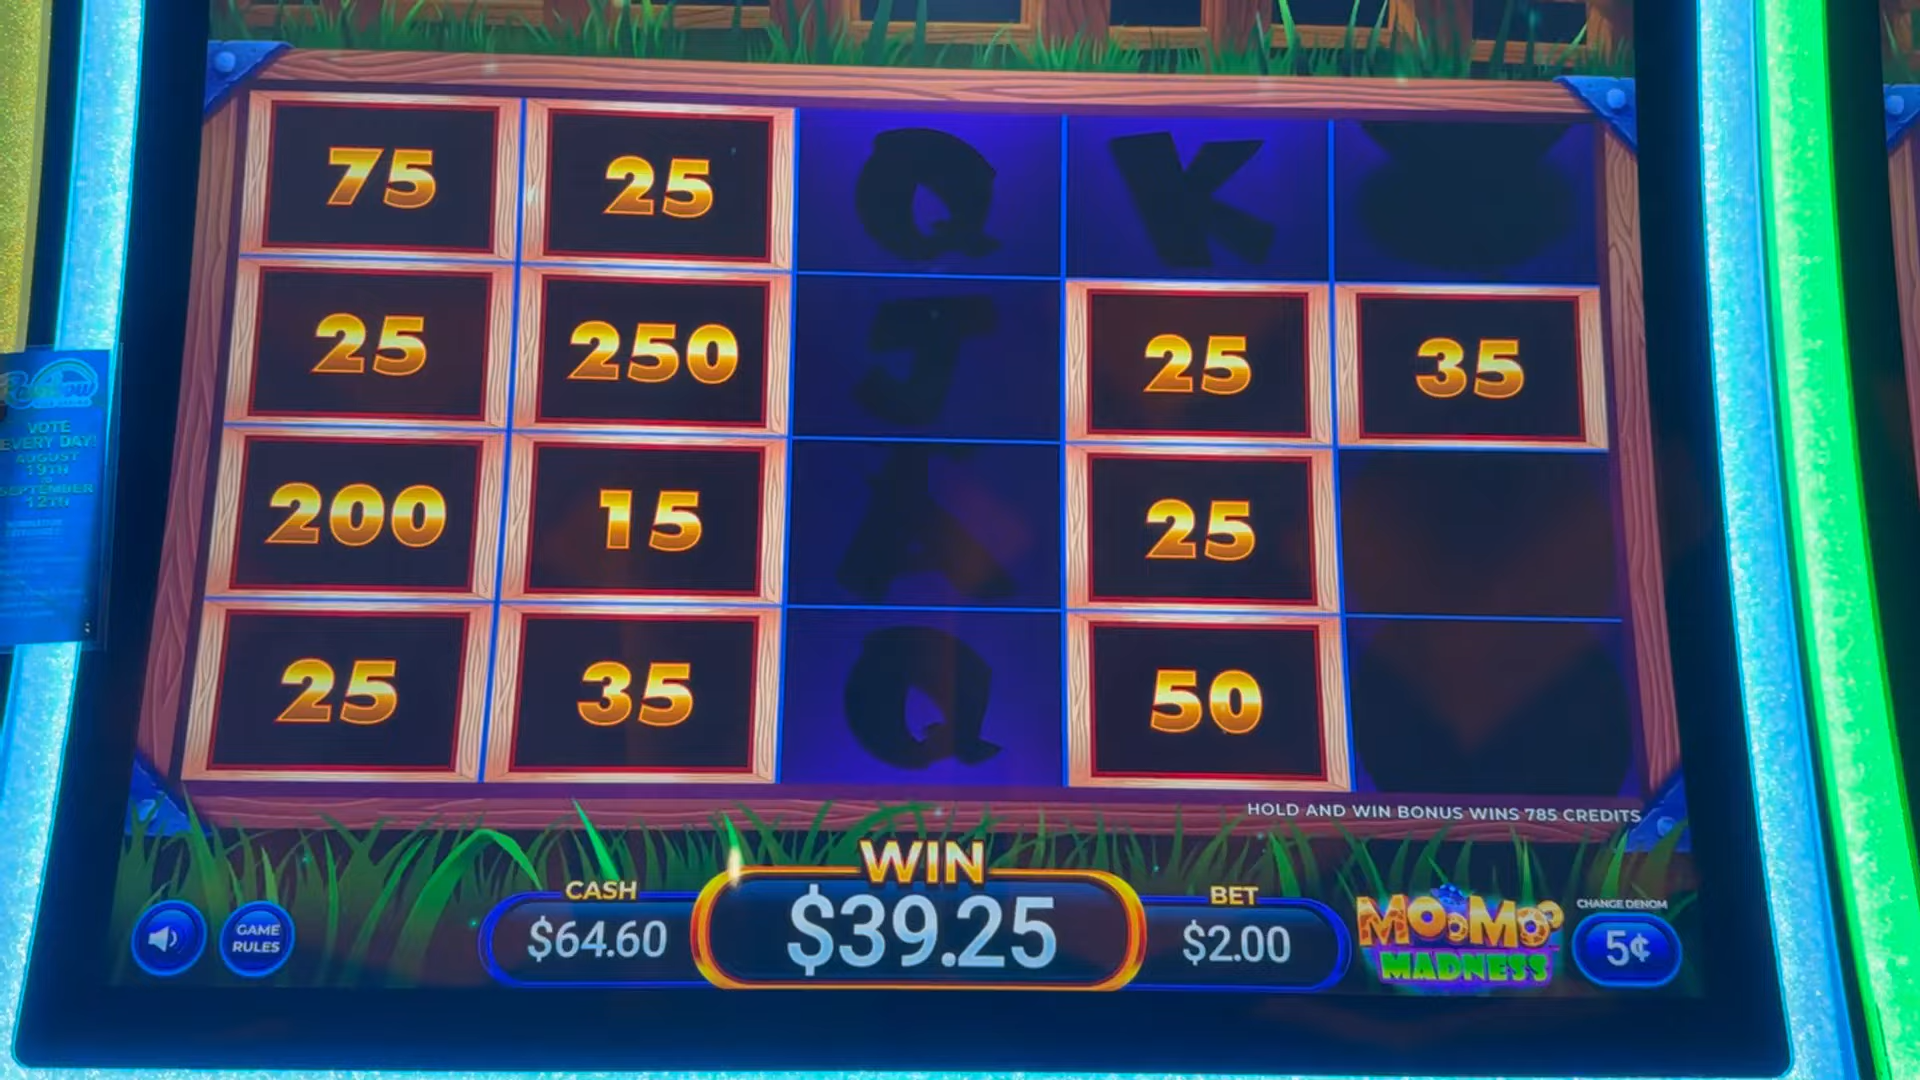 75 25 Q K
25 250 J 25 35
200 15 A 25
25 35 Q 50
VOTE
EVERY DAY!
AUGUST
19TH
TO
SEPTEMBER
12TH
HOLD AND WIN BONUS WINS 785 CREDITS
WIN
CASH
BET
$64.60
$39.25
$2.00
GAME
RULES
MOOMOO
MADNESS
CHANGE DENOM
5¢